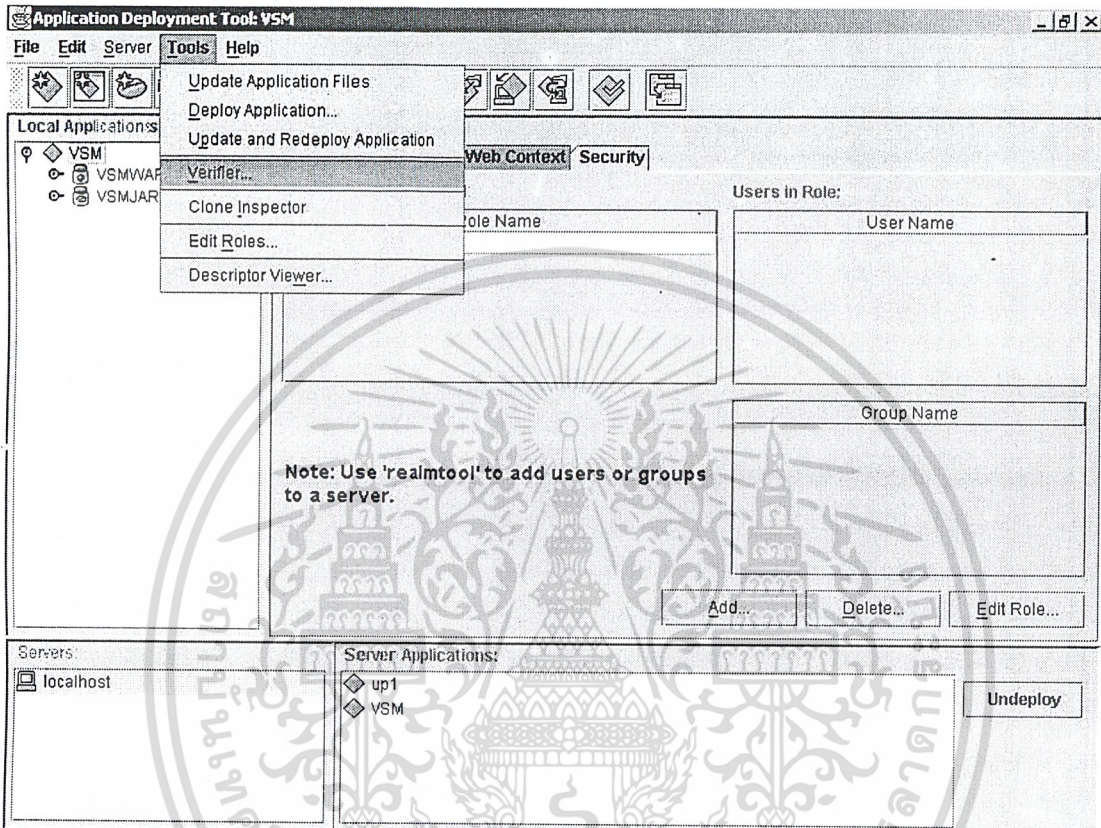 Application Deployment Tool: VSM
File Edit Server Tools Help
Update Application Files
Deploy Application...
Update and Redeploy Application
Verifier...
Clone Inspector
Edit Roles...
Descriptor Viewer...
Local Applications
VSM
VSMWAR
VSMJAR
Web Context Security
Role Name
Users in Role:
User Name
Group Name
Note: Use 'realmtool' to add users or groups
to a server.
Add... Delete... Edit Role...
Servers:
localhost
Server Applications:
up1
VSM
Undeploy